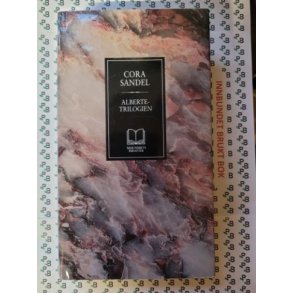 CORA
SANDEL
ALBERTE-
TRILOGIEN
INNBUNDET BRUKT BOK